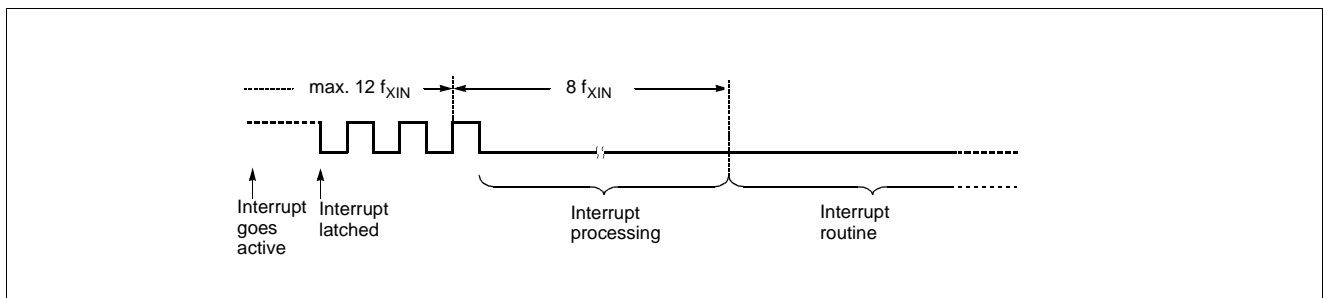 max. 12 fXIN
8 fXIN
Interrupt
goes
active
Interrupt
latched
Interrupt
processing
Interrupt
routine